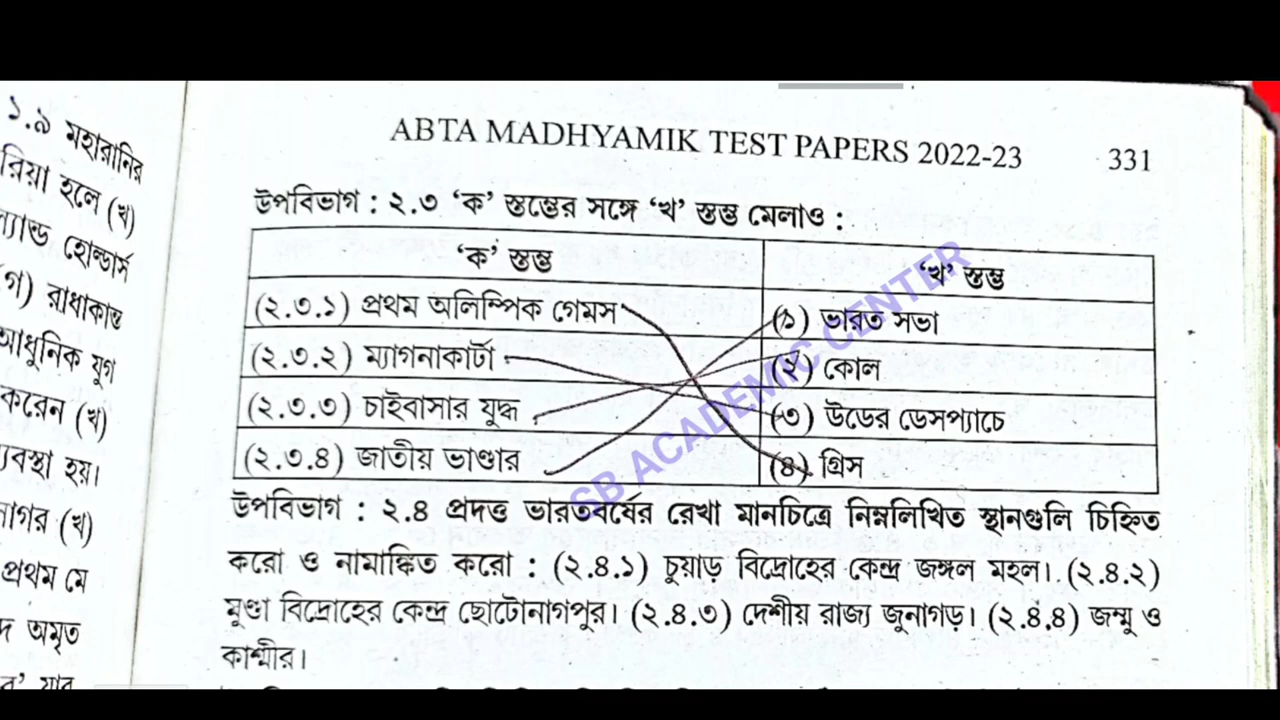 ABTA MADHYAMIK TEST PAPERS 2022-23 331
১.৯ মহারানির
রিয়া হলে (খ)
ল্যান্ড হোল্ডার্স
গ) রাধাকান্ত
আধুনিক যুগ
করেন (খ)
ব্যবস্থা হয়।
নাগর (খ)
প্রথম মে
দ অমৃত
উপবিভাগ : ২.৩ ‘ক’ স্তম্ভের সঙ্গে ‘খ’ স্তম্ভ মেলাও :
‘ক’ স্তম্ভ ‘খ’ স্তম্ভ
(২.৩.১) প্রথম অলিম্পিক গেমস (১) ভারত সভা
(২.৩.২) ম্যাগনাকার্টা (২) কোল
(২.৩.৩) চাইবাসার যুদ্ধ (৩) উডের ডেসপ্যাচে
(২.৩.৪) জাতীয় ভাণ্ডার (৪) গ্রিস
SB ACADEMIC CENTER
উপবিভাগ : ২.৪ প্রদত্ত ভারতবর্ষের রেখা মানচিত্রে নিম্নলিখিত স্থানগুলি চিহ্নিত
করো ও নামাঙ্কিত করো : (২.৪.১) চুয়াড় বিদ্রোহের কেন্দ্র জঙ্গল মহল। (২.৪.২)
মুণ্ডা বিদ্রোহের কেন্দ্র ছোটোনাগপুর। (২.৪.৩) দেশীয় রাজ্য জুনাগড়। (২.৪.৪) জম্মু ও
কাশ্মীর।